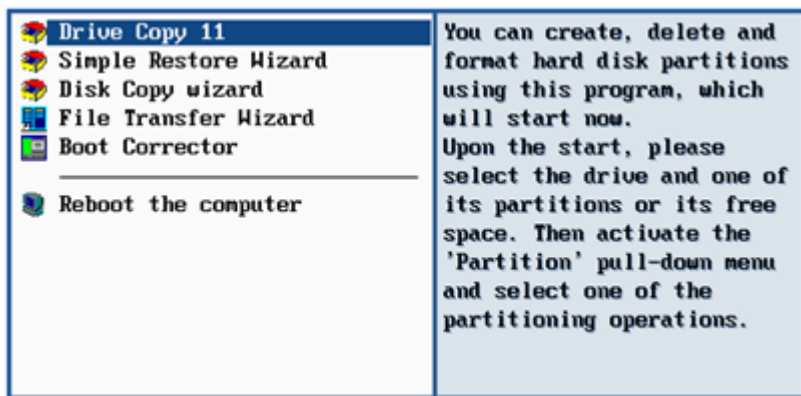 Drive Copy 11
Simple Restore Wizard
Disk Copy wizard
File Transfer Wizard
Boot Corrector
Reboot the computer
You can create, delete and
format hard disk partitions
using this program, which
will start now.
Upon the start, please
select the drive and one of
its partitions or its free
space. Then activate the
'Partition' pull-down menu
and select one of the
partitioning operations.